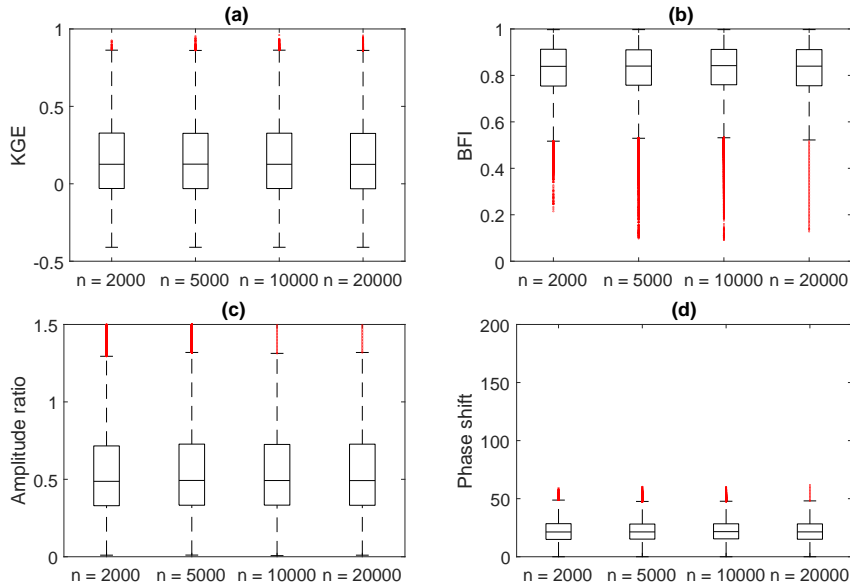 (a)
KGE
1
0.5
0
-0.5
n = 2000 n = 5000 n = 10000 n = 20000
(b)
BFI
1
0.8
0.6
0.4
0.2
0
n = 2000 n = 5000 n = 10000 n = 20000
(c)
Amplitude ratio
1.5
1
0.5
0
n = 2000 n = 5000 n = 10000 n = 20000
(d)
Phase shift
200
150
100
50
0
n = 2000 n = 5000 n = 10000 n = 20000